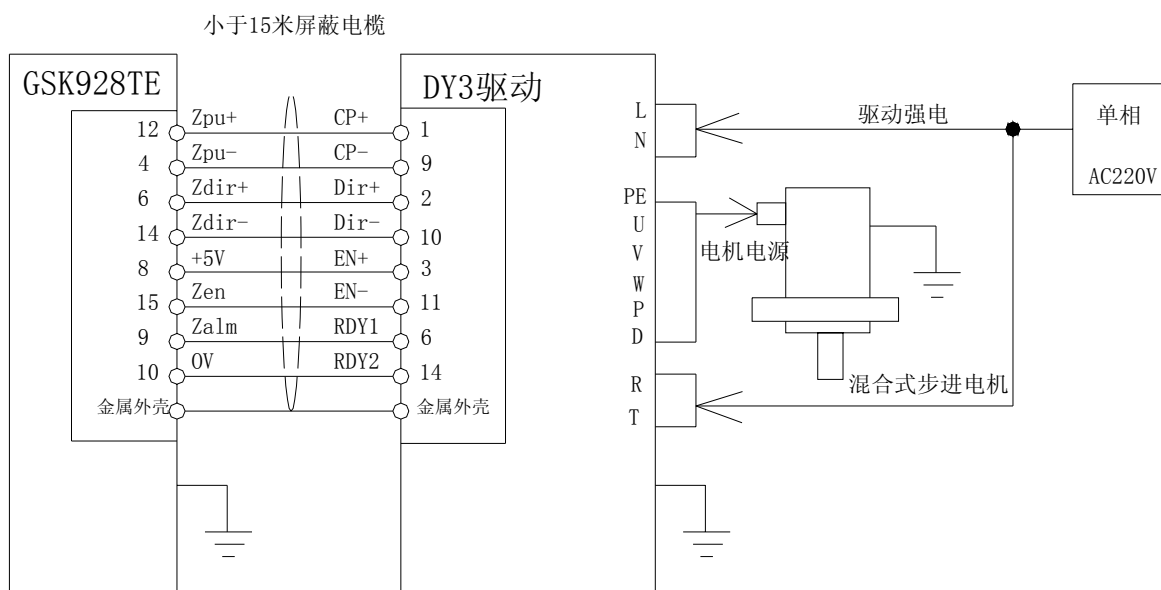 小于15米屏蔽电榄
GSK928TE
DY3驱动
12 Zpu+ CP+ 1
4 Zpu- CP- 9
6 Zdir+ Dir+ 2
14 Zdir- Dir- 10
8 +5V EN+ 3
15 Zen EN- 11
9 Zalm RDY1 6
10 0V RDY2 14
金属外壳 金属外壳
L
N
PE
U
V
W
P
D
R
T
驱动强电
单相
AC220V
电机电源
混合式步进电机